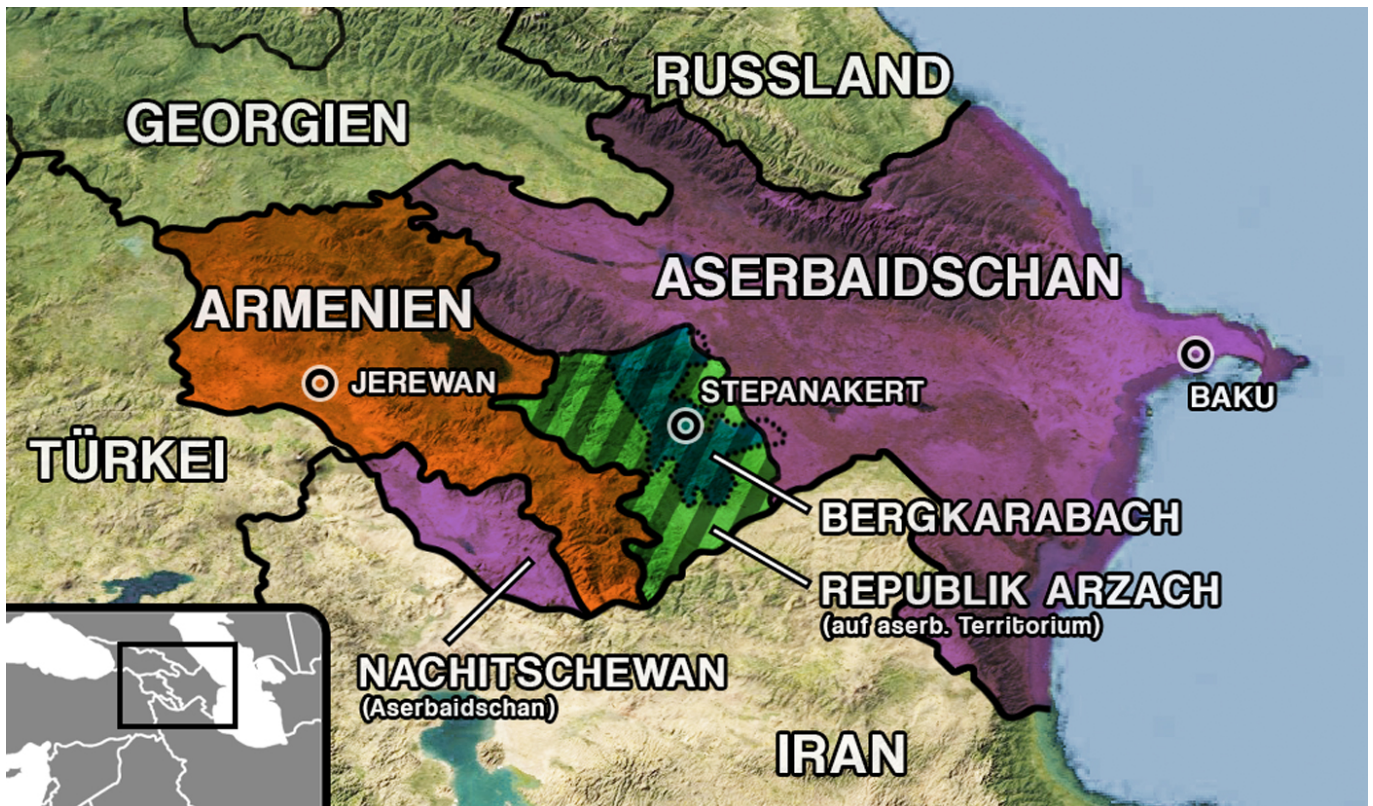 RUSSLAND
GEORGIEN
ASERBAIDSCHAN
ARMENIEN
JEREWAN
STEPANAKERT
BAKU
TÜRKEI
BERGKARABACH
REPUBLIK ARZACH
(auf aserb. Territorium)
NACHITSCHEWAN
(Aserbaidschan)
IRAN